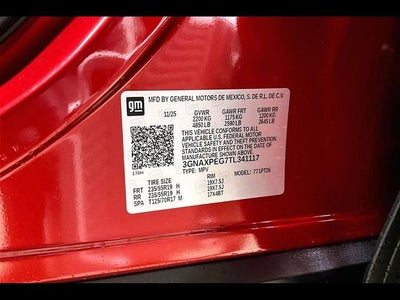 gm
MFD BY GENERAL MOTORS DE MEXICO, S. DE R.L. DE C.V.
11/25 GVWR GAWR FRT GAWR RR
2200 KG 1175 KG 1200 KG
4850 LB 2590 LB 2645 LB
THIS VEHICLE CONFORMS TO ALL APPLICABLE
U.S. FEDERAL MOTOR
VEHICLE SAFETY AND THEFT PREVENTION
STANDARDS IN EFFECT ON THE DATE OF
MANUFACTURE SHOWN ABOVE.
3GNAXPEG7TL341117
TYPE: MPV MODEL: 771PT26
TIRE SIZE RIM
FRT 235/55R19 H 19X7.5J
RR 235/55R19 H 19X7.5J
SPA T125/70R17 M 17X4BT